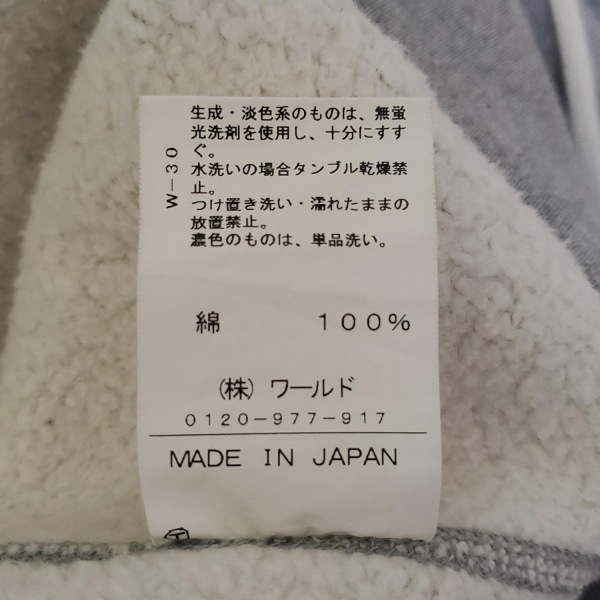 生成・淡色系のものは、無蛍
光洗剤を使用し、十分にすす
ぐ。
水洗いの場合タンブル乾燥禁
止。
つけ置き洗い・濡れたままの
放置禁止。
濃色のものは、単品洗い。
W－30
綿 100%
(株) ワールド
0120-977-917
MADE IN JAPAN